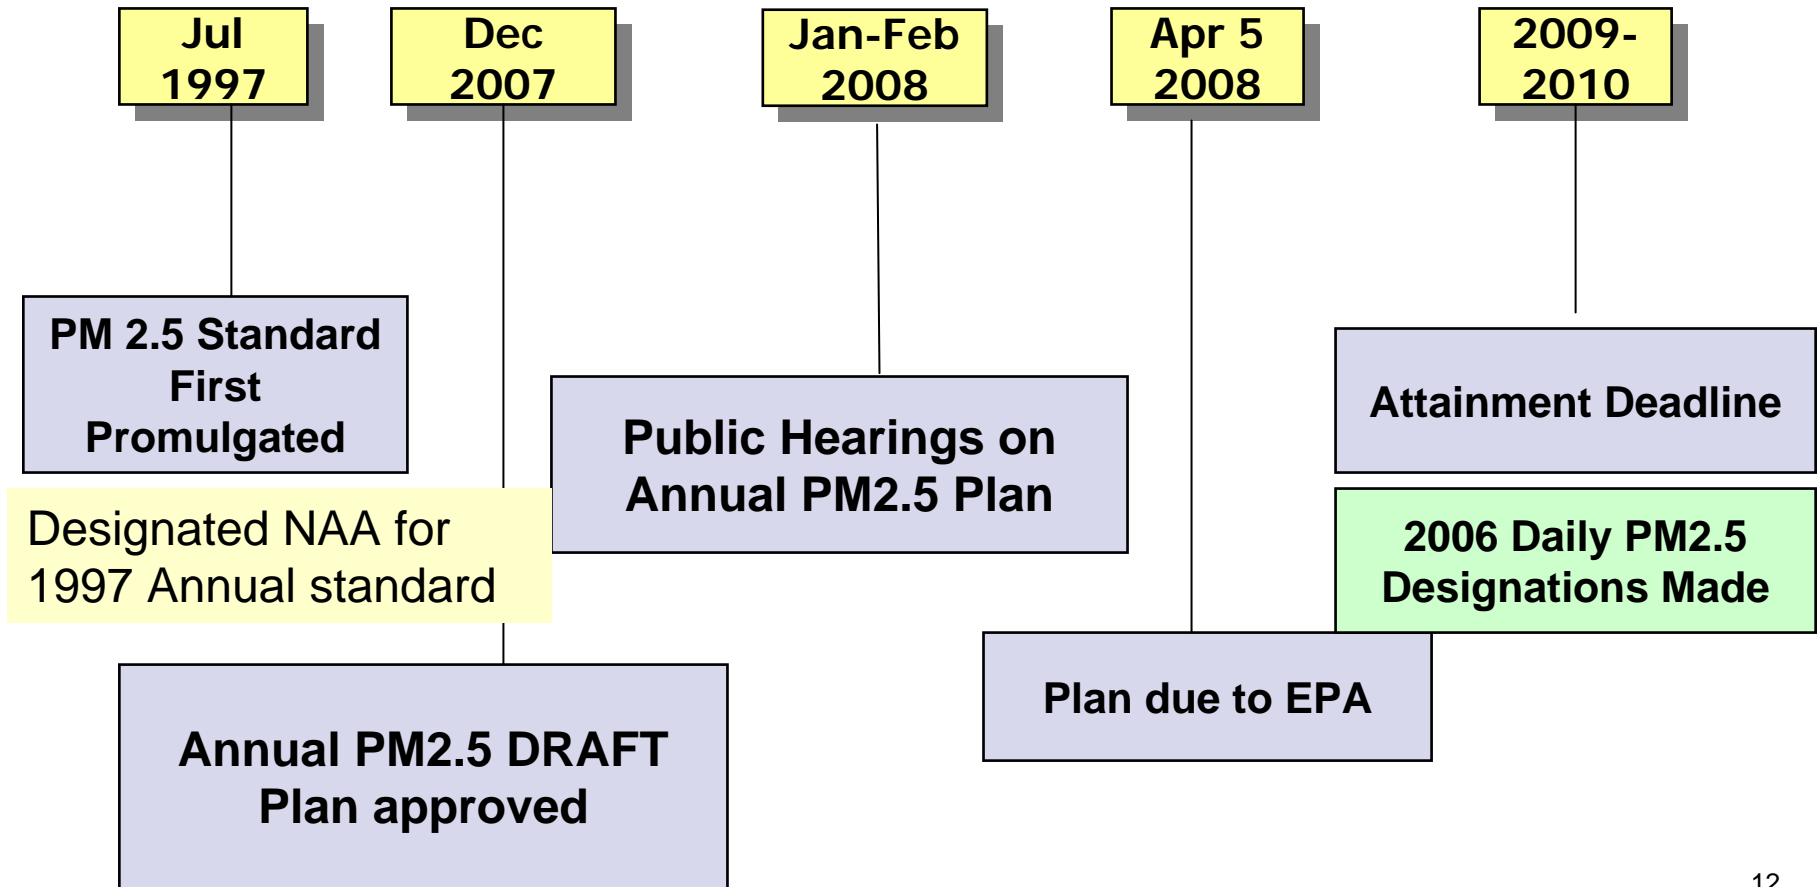 Jul
1997
Dec
2007
Jan-Feb
2008
Apr 5
2008
2009-
2010
PM 2.5 Standard
First
Promulgated
Designated NAA for
1997 Annual standard
Annual PM2.5 DRAFT
Plan approved
Public Hearings on
Annual PM2.5 Plan
Plan due to EPA
Attainment Deadline
2006 Daily PM2.5
Designations Made
12